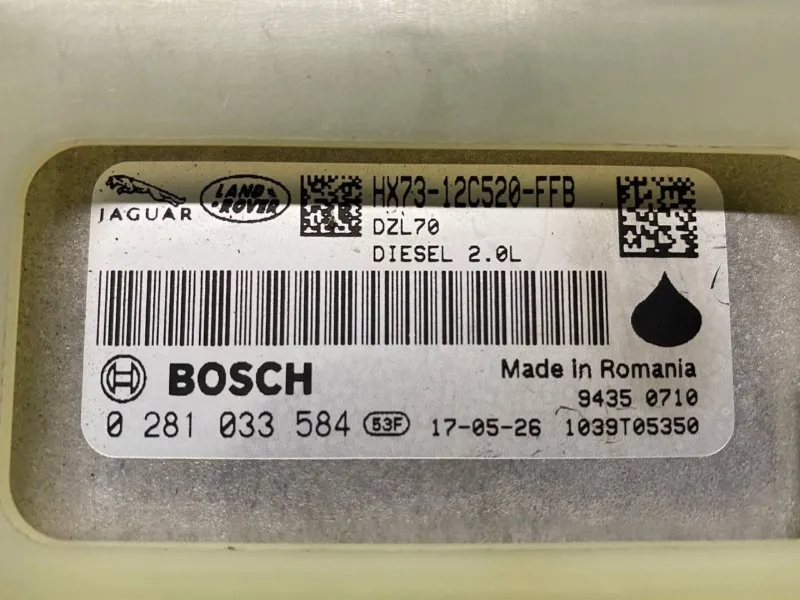 JAGUAR
LAND ROVER
HX73-12C520-FFB
DZL70
DIESEL 2.0L
BOSCH
Made in Romania
9435 0710
0 281 033 584 53F 17-05-26 1039T05350